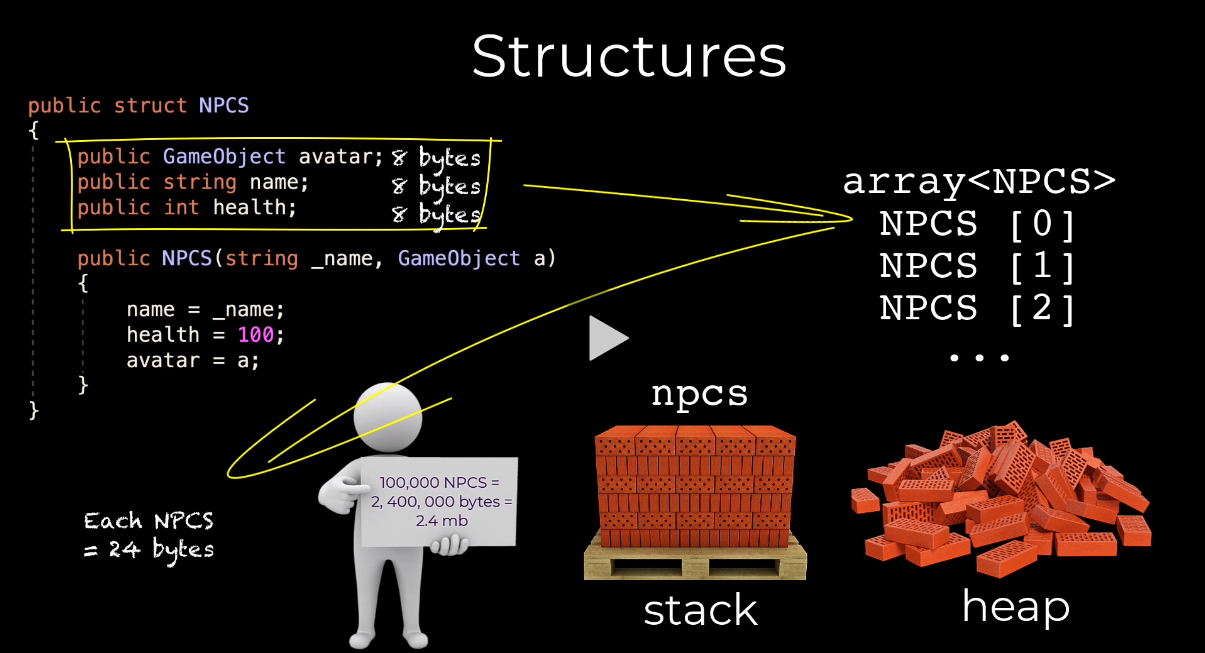 Structures
public struct NPCS
{
public GameObject avatar; 8 bytes
public string name; 8 bytes
public int health; 8 bytes
public NPCS(string _name, GameObject a)
{
name = _name;
health = 100;
avatar = a;
}
}
array<NPCS>
NPCS [0]
NPCS [1]
NPCS [2]
...
npcs
100,000 NPCS =
2, 400, 000 bytes =
2.4 mb
Each NPCS
= 24 bytes
stack
heap